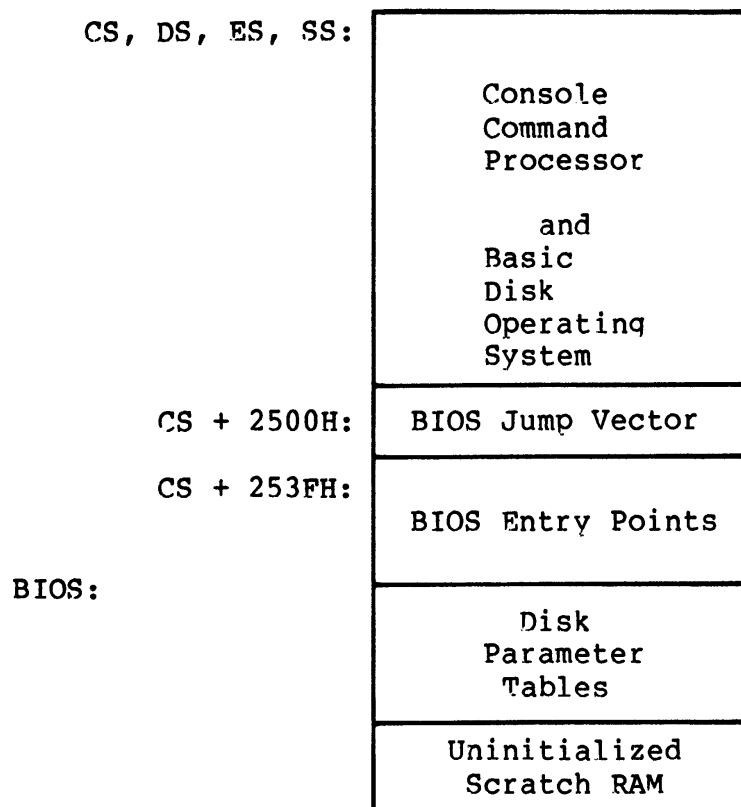 CS, DS, ES, SS:
Console
Command
Processor
and
Basic
Disk
Operating
System
CS + 2500H: BIOS Jump Vector
CS + 253FH:
BIOS Entry Points
BIOS:
Disk
Parameter
Tables
Uninitialized
Scratch RAM